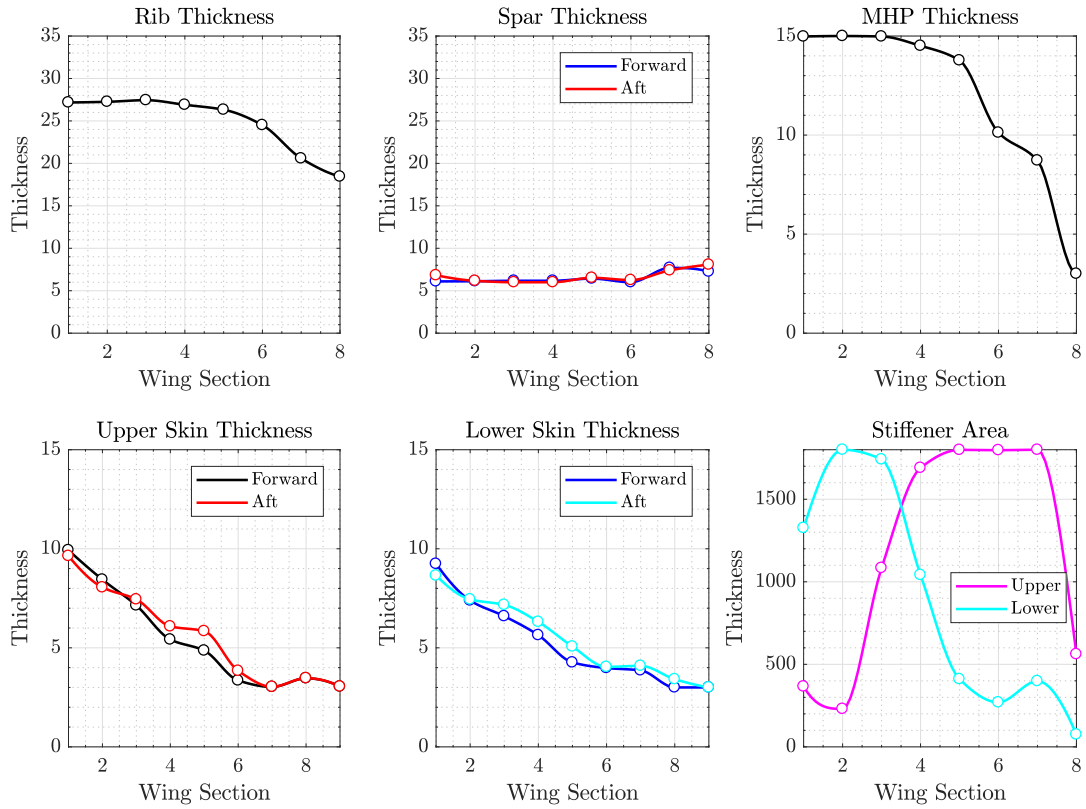 Rib Thickness
35
30
25
20
15
10
5
0
2
4
6
8
Thickness
Wing Section
Spar Thickness
Forward
Aft
35
30
25
20
15
10
5
0
2
4
6
8
Thickness
Wing Section
MHP Thickness
15
10
5
0
2
4
6
8
Thickness
Wing Section
Upper Skin Thickness
Forward
Aft
15
10
5
0
2
4
6
8
Thickness
Wing Section
Lower Skin Thickness
Forward
Aft
15
10
5
0
2
4
6
8
Thickness
Wing Section
Stiffener Area
Upper
Lower
1500
1000
500
0
2
4
6
8
Thickness
Wing Section